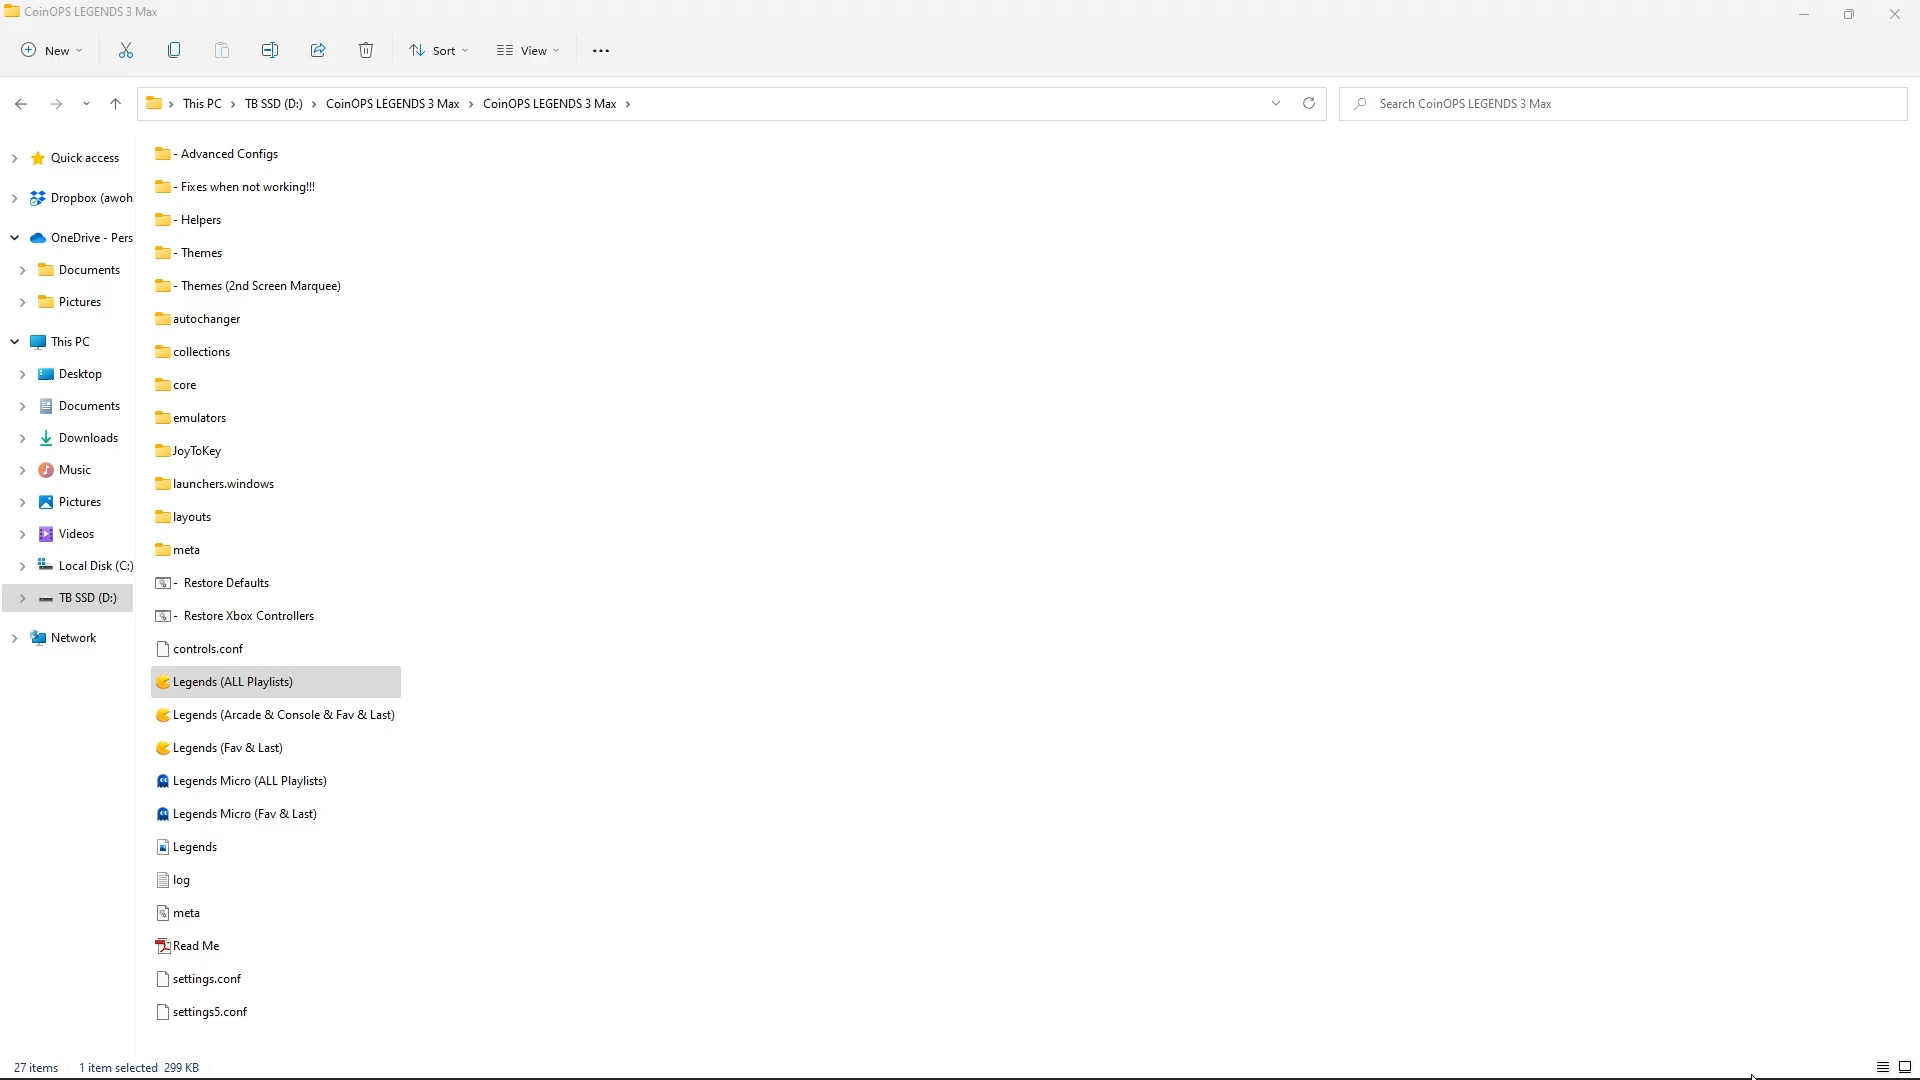 CoinOPS LEGENDS 3 Max
New Sort View
This PC TB SSD (D:) CoinOPS LEGENDS 3 Max CoinOPS LEGENDS 3 Max
Search CoinOPS LEGENDS 3 Max
Quick access
Dropbox (awoh
OneDrive - Pers
Documents
Pictures
This PC
Desktop
Documents
Downloads
Music
Pictures
Videos
Local Disk (C:)
TB SSD (D:)
Network
- Advanced Configs
- Fixes when not working!!!
- Helpers
- Themes
- Themes (2nd Screen Marquee)
autochanger
collections
core
emulators
JoyToKey
launchers.windows
layouts
meta
- Restore Defaults
- Restore Xbox Controllers
controls.conf
Legends (ALL Playlists)
Legends (Arcade & Console & Fav & Last)
Legends (Fav & Last)
Legends Micro (ALL Playlists)
Legends Micro (Fav & Last)
Legends
log
meta
Read Me
settings.conf
settings5.conf
27 items 1 item selected 299 KB